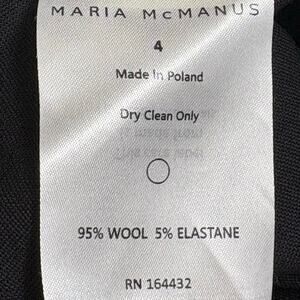 MARIA McMANUS
4
Made in Poland
Dry Clean Only
95% WOOL 5% ELASTANE
RN 164432